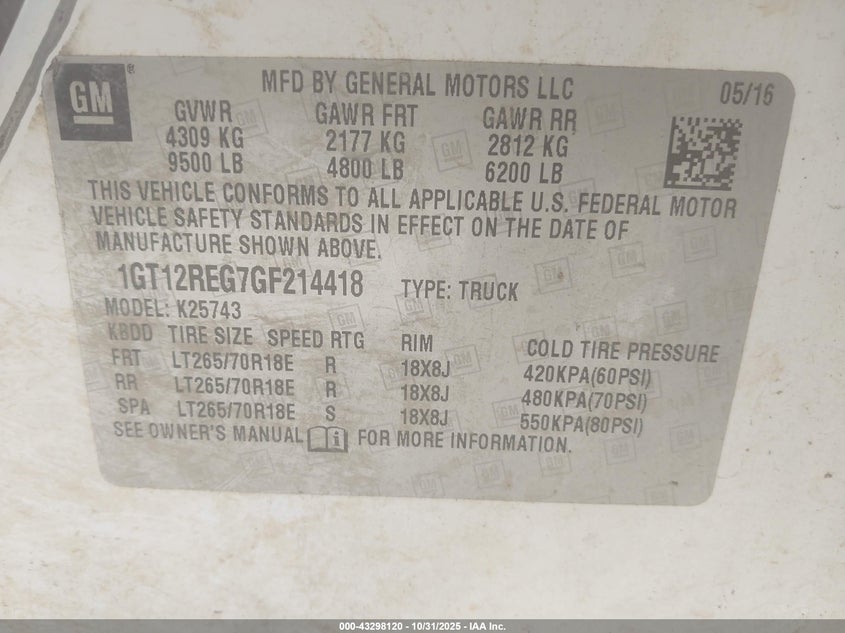 GM ®
MFD BY GENERAL MOTORS LLC
05/16
GVWR GAWR FRT GAWR RR
4309 KG 2177 KG 2812 KG
9500 LB 4800 LB 6200 LB
THIS VEHICLE CONFORMS TO ALL APPLICABLE U.S. FEDERAL MOTOR
VEHICLE SAFETY STANDARDS IN EFFECT ON THE DATE OF
MANUFACTURE SHOWN ABOVE.
1GT12REG7GF214418 TYPE: TRUCK
MODEL: K25743
KBDD TIRE SIZE SPEED RTG RIM COLD TIRE PRESSURE
FRT LT265/70R18E R 18X8J 420KPA(60PSI)
RR LT265/70R18E R 18X8J 480KPA(70PSI)
SPA LT265/70R18E S 18X8J 550KPA(80PSI)
SEE OWNER'S MANUAL FOR MORE INFORMATION.
000-43298120 - 10/31/2025 - IAA Inc.